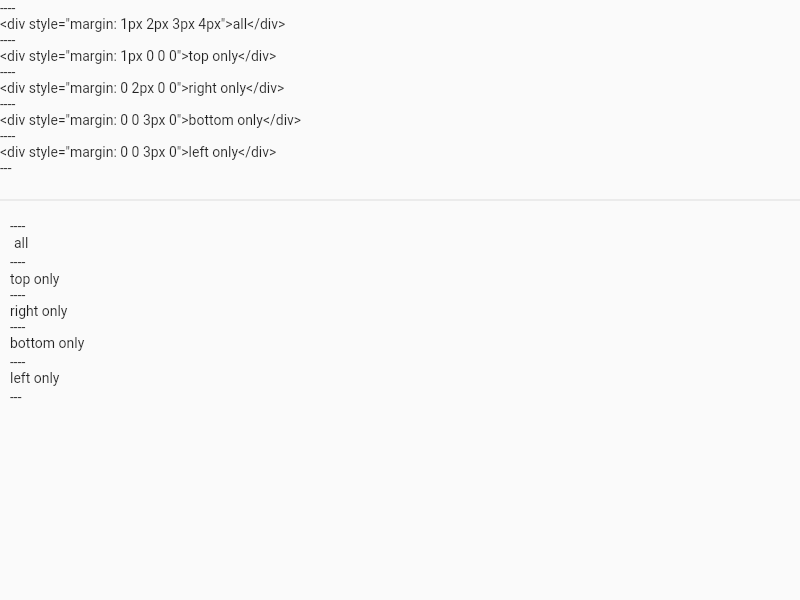 ----
<div style="margin: 1px 2px 3px 4px">all</div>
----
<div style="margin: 1px 0 0 0">top only</div>
----
<div style="margin: 0 2px 0 0">right only</div>
----
<div style="margin: 0 0 3px 0">bottom only</div>
----
<div style="margin: 0 0 3px 0">left only</div>
---
----
all
----
top only
----
right only
----
bottom only
----
left only
---